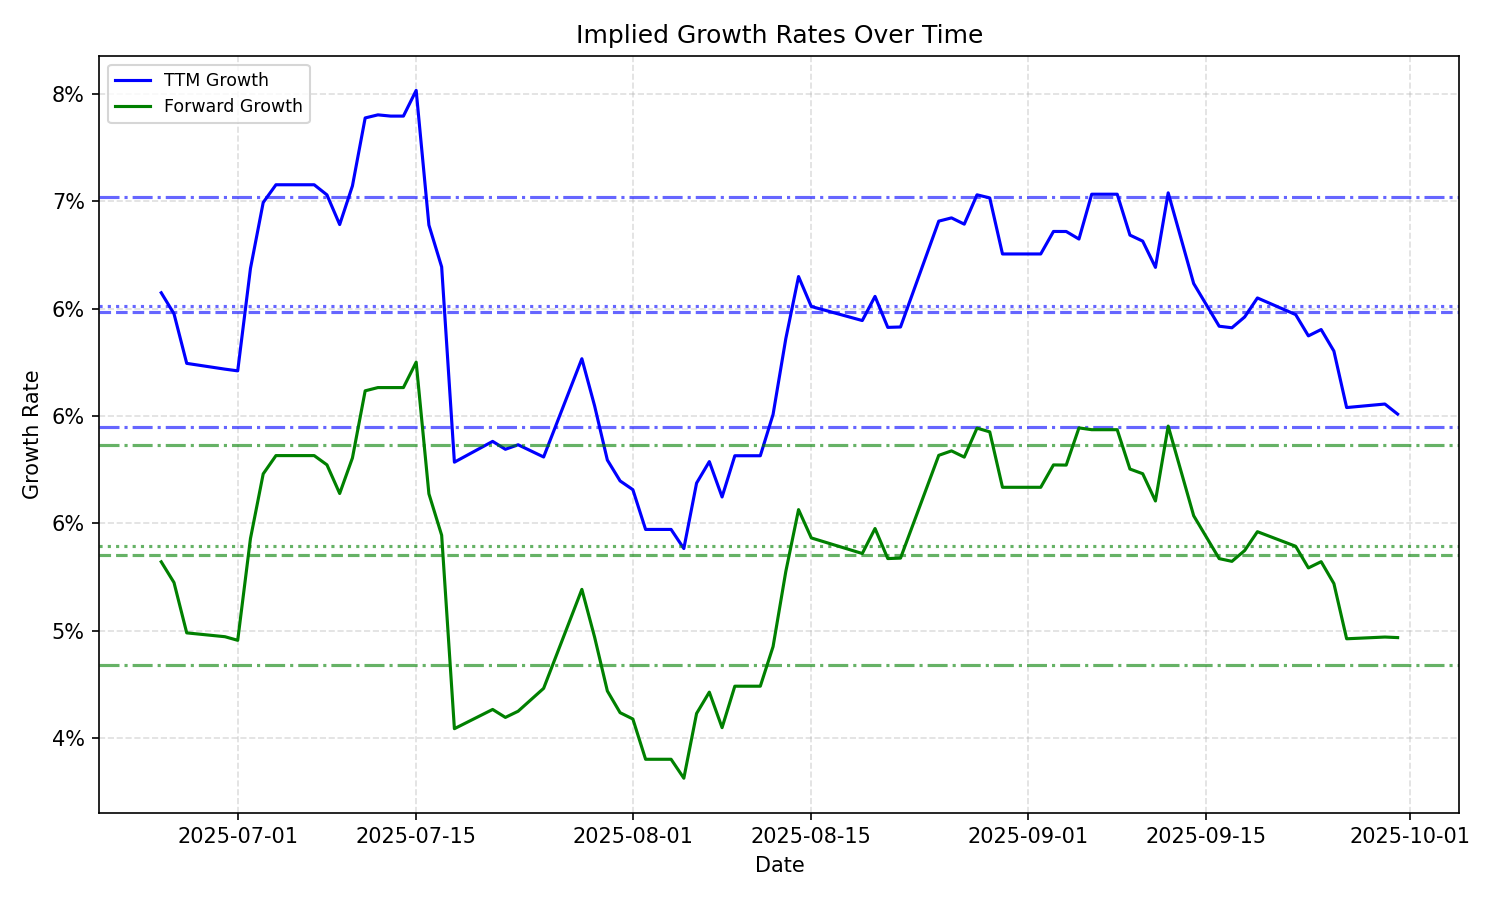 Implied Growth Rates Over Time
TTM Growth
Forward Growth
8%
7%
6%
6%
6%
5%
4%
Growth Rate
2025-07-01
2025-07-15
2025-08-01
2025-08-15
2025-09-01
2025-09-15
2025-10-01
Date